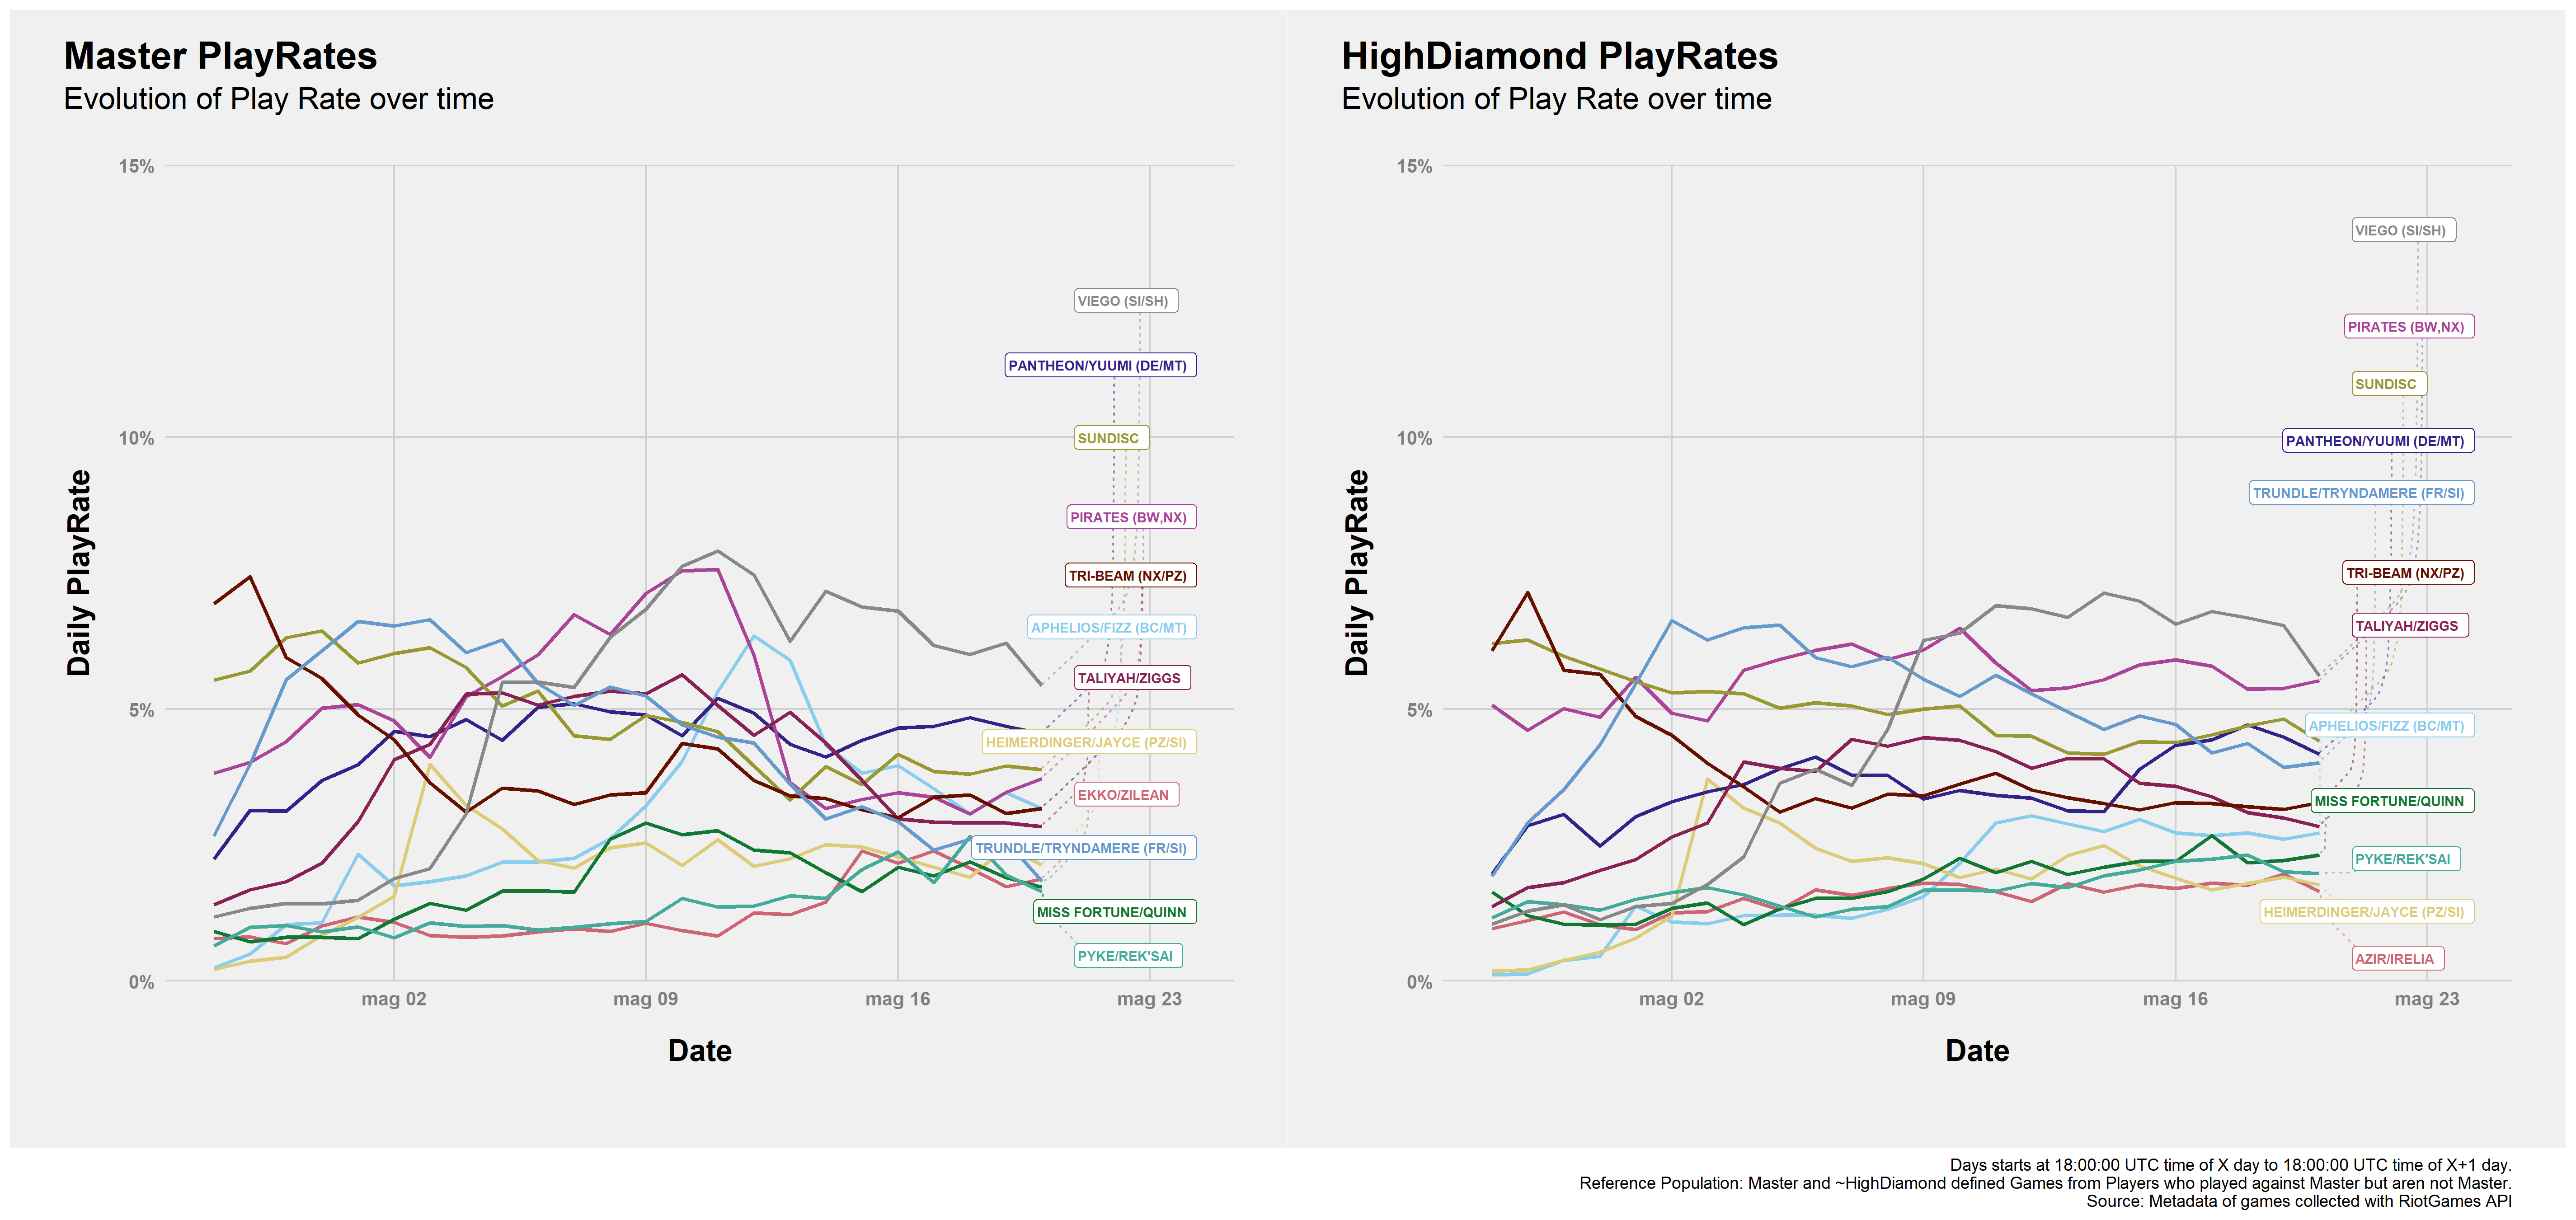 Master PlayRates
Evolution of Play Rate over time
15%
10%
5%
0%
Daily PlayRate
VIEGO (SI/SH)
PANTHEON/YUUMI (DE/MT)
SUNDISC
PIRATES (BW,NX)
TRI-BEAM (NX/PZ)
APHELIOS/FIZZ (BC/MT)
TALIYAH/ZIGGS
HEIMERDINGER/JAYCE (PZ/SI)
EKKO/ZILEAN
TRUNDLE/TRYNDAMERE (FR/SI)
MISS FORTUNE/QUINN
PYKE/REK'SAI
mag 02
mag 09
mag 16
mag 23
Date
HighDiamond PlayRates
Evolution of Play Rate over time
15%
10%
5%
0%
Daily PlayRate
VIEGO (SI/SH)
PIRATES (BW,NX)
SUNDISC
PANTHEON/YUUMI (DE/MT)
TRUNDLE/TRYNDAMERE (FR/SI)
TRI-BEAM (NX/PZ)
TALIYAH/ZIGGS
APHELIOS/FIZZ (BC/MT)
MISS FORTUNE/QUINN
PYKE/REK'SAI
HEIMERDINGER/JAYCE (PZ/SI)
AZIR/IRELIA
mag 02
mag 09
mag 16
mag 23
Date
Days starts at 18:00:00 UTC time of X day to 18:00:00 UTC time of X+1 day.
Reference Population: Master and ~HighDiamond defined Games from Players who played against Master but aren not Master.
Source: Metadata of games collected with RiotGames API